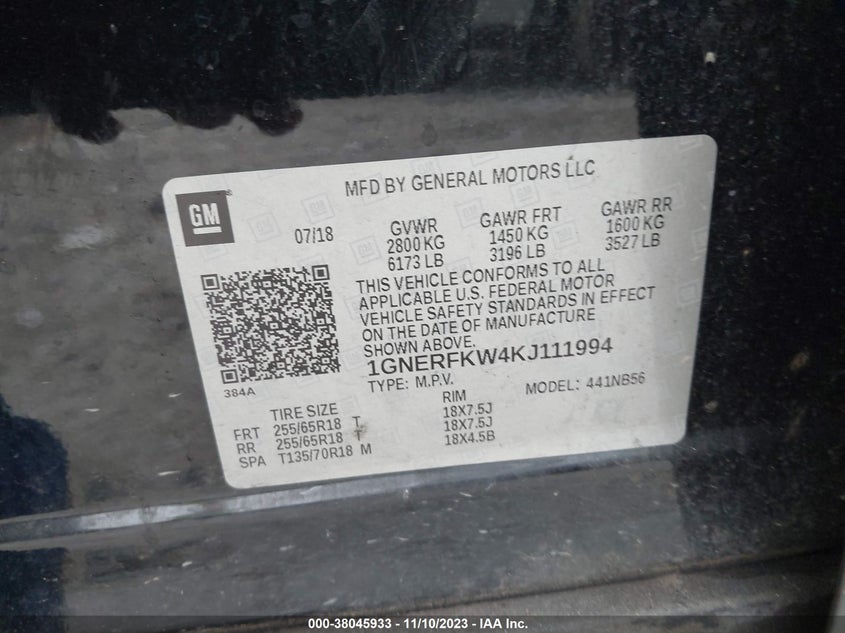 MFD BY GENERAL MOTORS LLC
GM
07/18
GVWR GAWR FRT GAWR RR
2800 KG 1450 KG 1600 KG
6173 LB 3196 LB 3527 LB
THIS VEHICLE CONFORMS TO ALL
APPLICABLE U.S. FEDERAL MOTOR
VEHICLE SAFETY STANDARDS IN EFFECT
ON THE DATE OF MANUFACTURE
SHOWN ABOVE.
1GNERFKW4KJ111994
384A
TYPE: M.P.V. MODEL: 441NB56
TIRE SIZE RIM
FRT 255/65R18 T 18X7.5J
RR 255/65R18 T 18X7.5J
SPA T135/70R18 M 18X4.5B
000-38045933 - 11/10/2023 - IAA Inc.